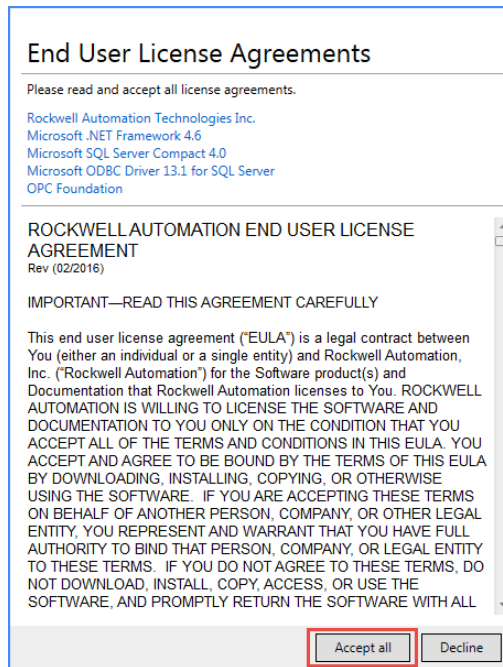 End User License Agreements
Please read and accept all license agreements.
Rockwell Automation Technologies Inc.
Microsoft .NET Framework 4.6
Microsoft SQL Server Compact 4.0
Microsoft ODBC Driver 13.1 for SQL Server
OPC Foundation
ROCKWELL AUTOMATION END USER LICENSE
AGREEMENT
Rev (02/2016)
IMPORTANT—READ THIS AGREEMENT CAREFULLY
This end user license agreement (“EULA”) is a legal contract between
You (either an individual or a single entity) and Rockwell Automation,
Inc. (“Rockwell Automation”) for the Software product(s) and
Documentation that Rockwell Automation licenses to You. ROCKWELL
AUTOMATION IS WILLING TO LICENSE THE SOFTWARE AND
DOCUMENTATION TO YOU ONLY ON THE CONDITION THAT YOU
ACCEPT ALL OF THE TERMS AND CONDITIONS IN THIS EULA. YOU
ACCEPT AND AGREE TO BE BOUND BY THE TERMS OF THIS EULA
BY DOWNLOADING, INSTALLING, COPYING, OR OTHERWISE
USING THE SOFTWARE.  IF YOU ARE ACCEPTING THESE TERMS
ON BEHALF OF ANOTHER PERSON, COMPANY, OR OTHER LEGAL
ENTITY, YOU REPRESENT AND WARRANT THAT YOU HAVE FULL
AUTHORITY TO BIND THAT PERSON, COMPANY, OR LEGAL ENTITY
TO THESE TERMS.  IF YOU DO NOT AGREE TO THESE TERMS, DO
NOT DOWNLOAD, INSTALL, COPY, ACCESS, OR USE THE
SOFTWARE, AND PROMPTLY RETURN THE SOFTWARE WITH ALL
Accept all Decline